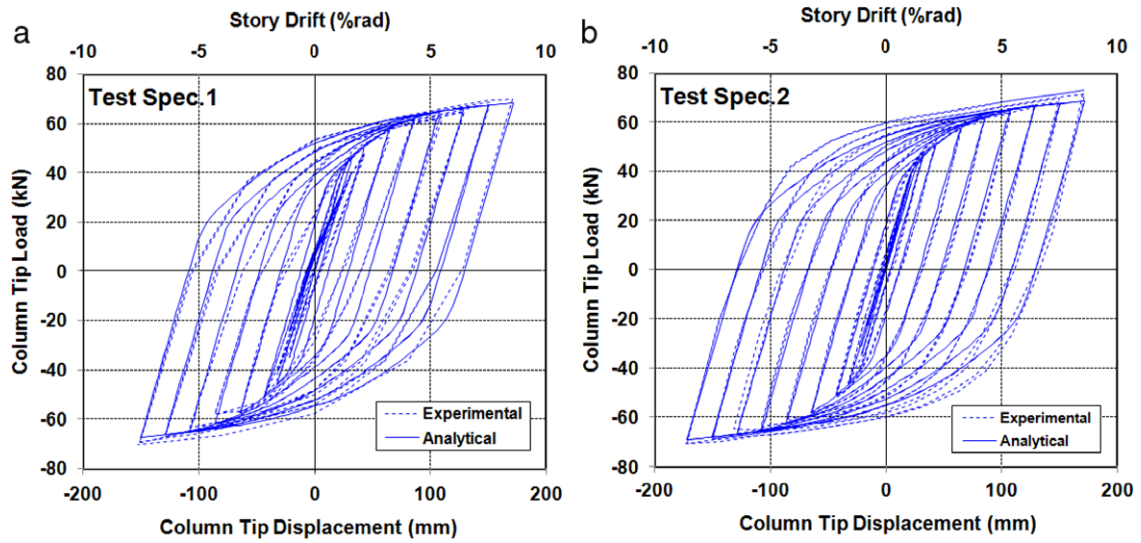 a
Story Drift (%rad)
-10 -5 0 5 10
80
60
40
20
0
-20
-40
-60
-80
Column Tip Load (kN)
Test Spec.1
Experimental
Analytical
-200 -100 0 100 200
Column Tip Displacement (mm)
b
Story Drift (%rad)
-10 -5 0 5 10
80
60
40
20
0
-20
-40
-60
-80
Column Tip Load (kN)
Test Spec.2
Experimental
Analytical
-200 -100 0 100 200
Column Tip Displacement (mm)